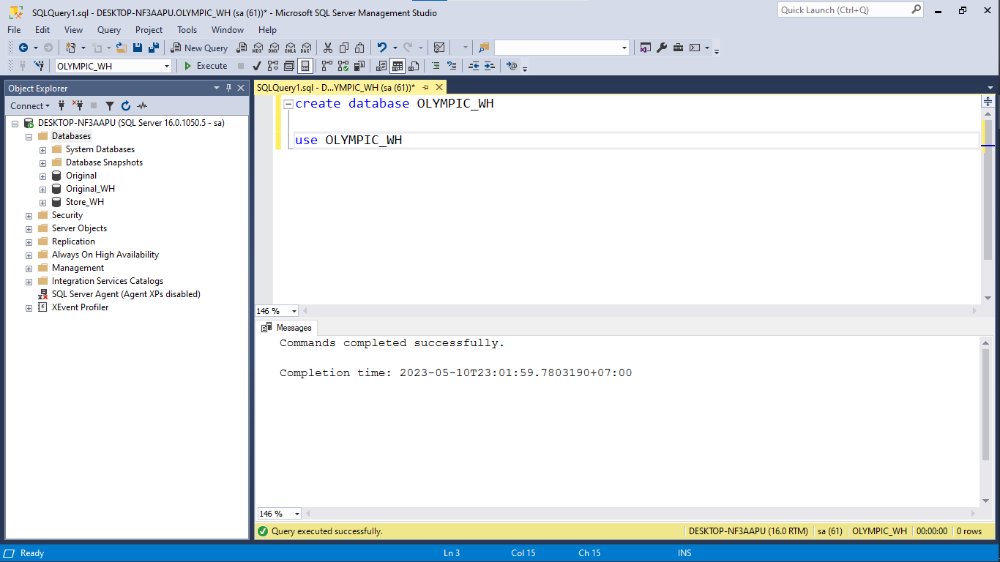 SQLQuery1.sql - DESKTOP-NF3AAPU.OLYMPIC_WH (sa (61))* - Microsoft SQL Server Management Studio
Quick Launch (Ctrl+Q)
File Edit View Query Project Tools Window Help
New Query MDX DMX XMLA DAX
OLYMPIC_WH Execute
Object Explorer
Connect
DESKTOP-NF3AAPU (SQL Server 16.0.1050.5 - sa)
Databases
System Databases
Database Snapshots
Original
Original_WH
Store_WH
Security
Server Objects
Replication
Always On High Availability
Management
Integration Services Catalogs
SQL Server Agent (Agent XPs disabled)
XEvent Profiler
SQLQuery1.sql - D...YMPIC_WH (sa (61))*
create database OLYMPIC_WH
use OLYMPIC_WH
146 %
Messages
Commands completed successfully.
Completion time: 2023-05-10T23:01:59.7803190+07:00
146 %
Query executed successfully. DESKTOP-NF3AAPU (16.0 RTM) sa (61) OLYMPIC_WH 00:00:00 0 rows
Ready Ln 3 Col 15 Ch 15 INS